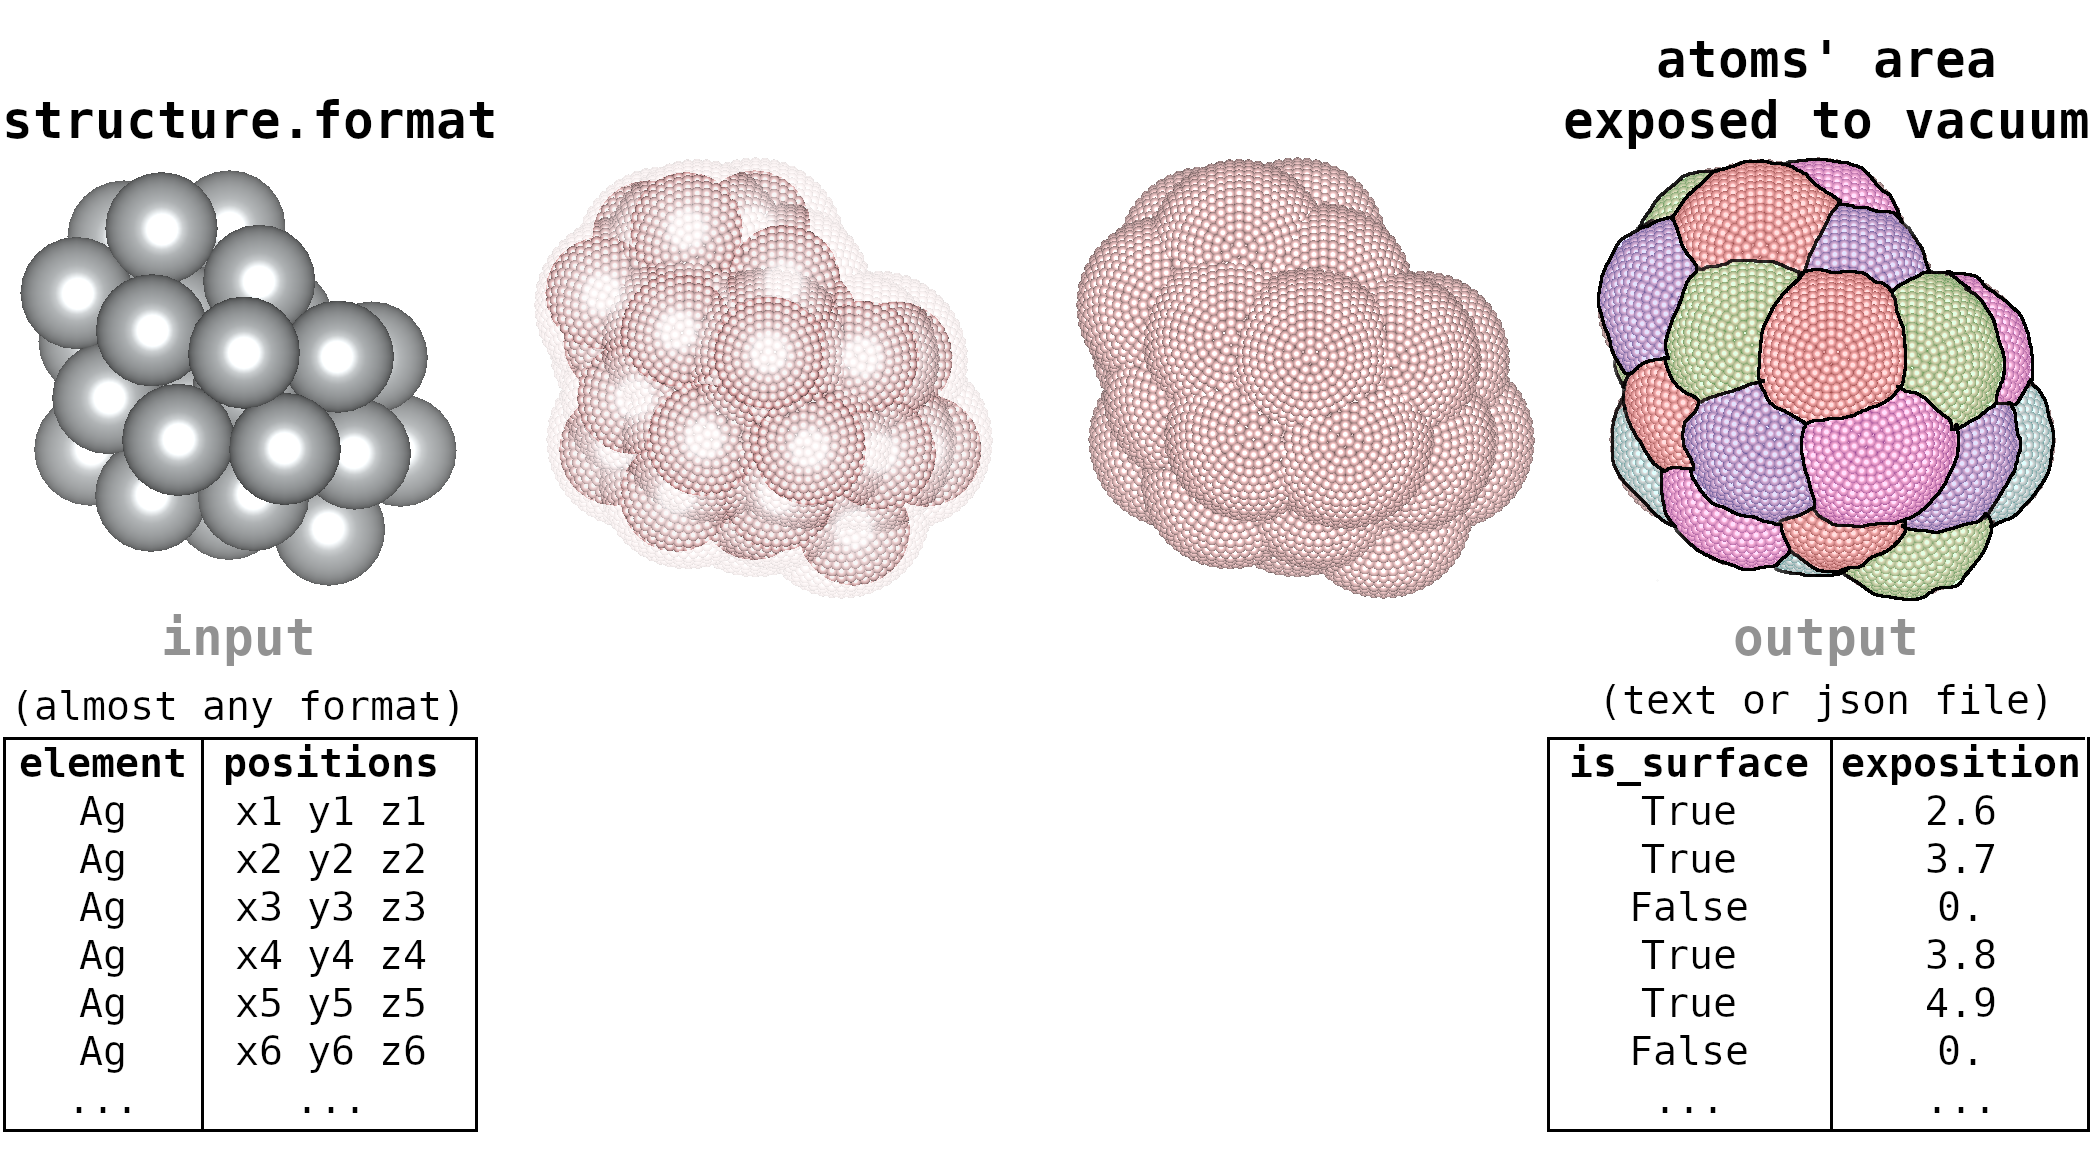 structure.format
input
(almost any format)
element positions
Ag x1 y1 z1
Ag x2 y2 z2
Ag x3 y3 z3
Ag x4 y4 z4
Ag x5 y5 z5
Ag x6 y6 z6
... ...
atoms' area
exposed to vacuum
output
(text or json file)
is_surface exposition
True 2.6
True 3.7
False 0.
True 3.8
True 4.9
False 0.
... ...